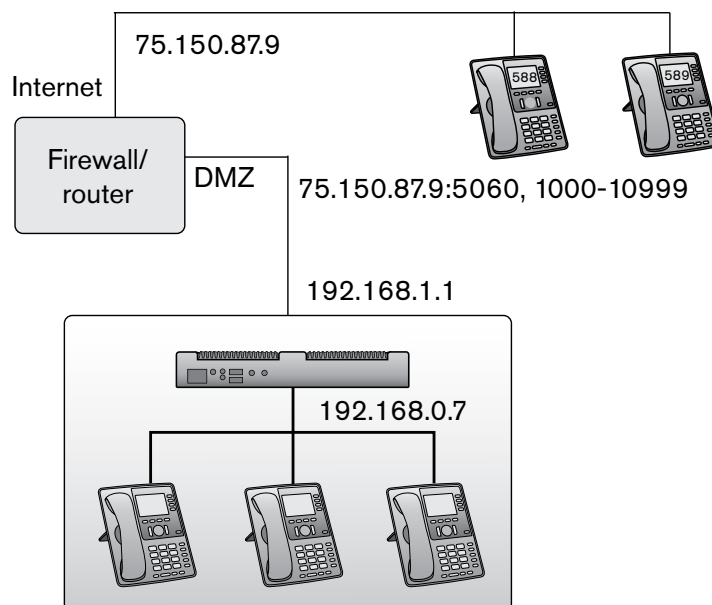 75.150.87.9
Internet
588
589
Firewall/
router
DMZ
75.150.87.9:5060, 1000-10999
192.168.1.1
192.168.0.7